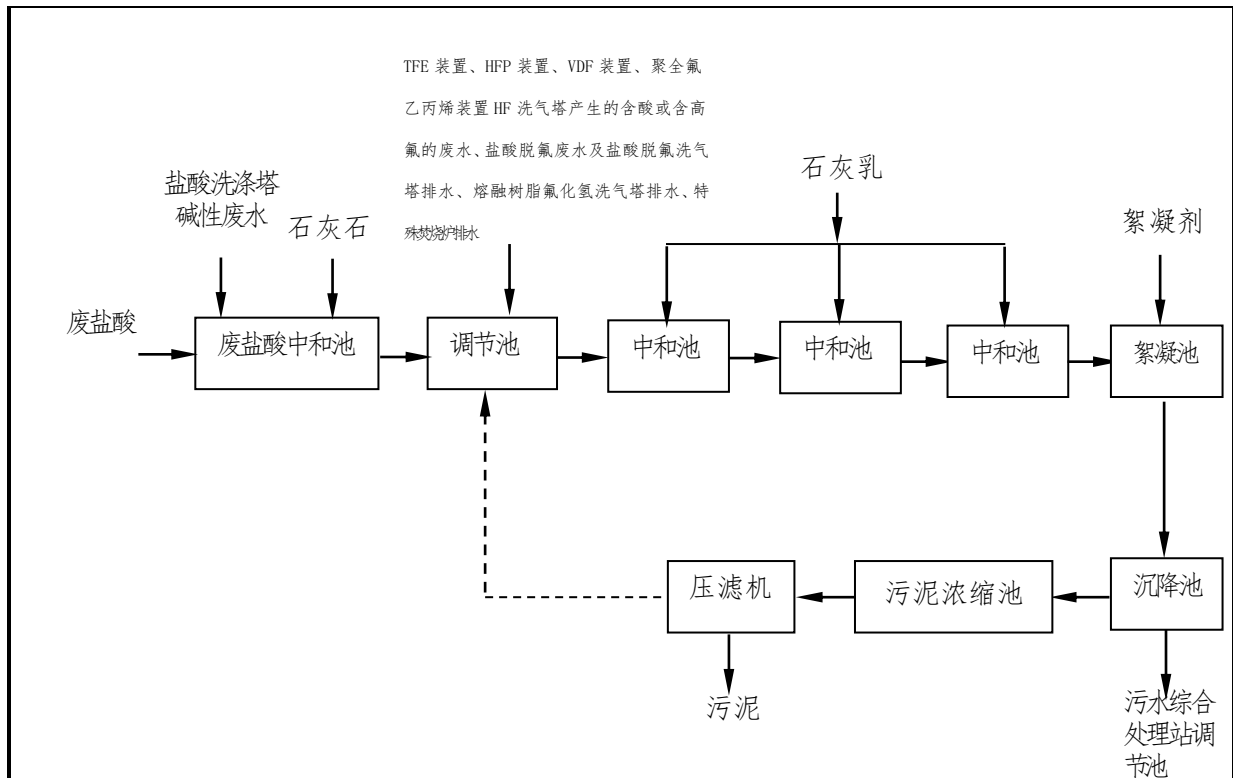 TFE 装置、HFP 装置、VDF 装置、聚全氟
乙丙烯装置 HF 洗气塔产生的含酸或含高
氟的废水、盐酸脱氟废水及盐酸脱氟洗气
塔排水、熔融树脂氟化氢洗气塔排水、特
殊焚烧炉排水
盐酸洗涤塔
碱性废水
石灰石
石灰乳
絮凝剂
废盐酸
废盐酸中和池
调节池
中和池
中和池
中和池
絮凝池
压滤机
污泥浓缩池
沉降池
污泥
污水综合
处理站调
节池